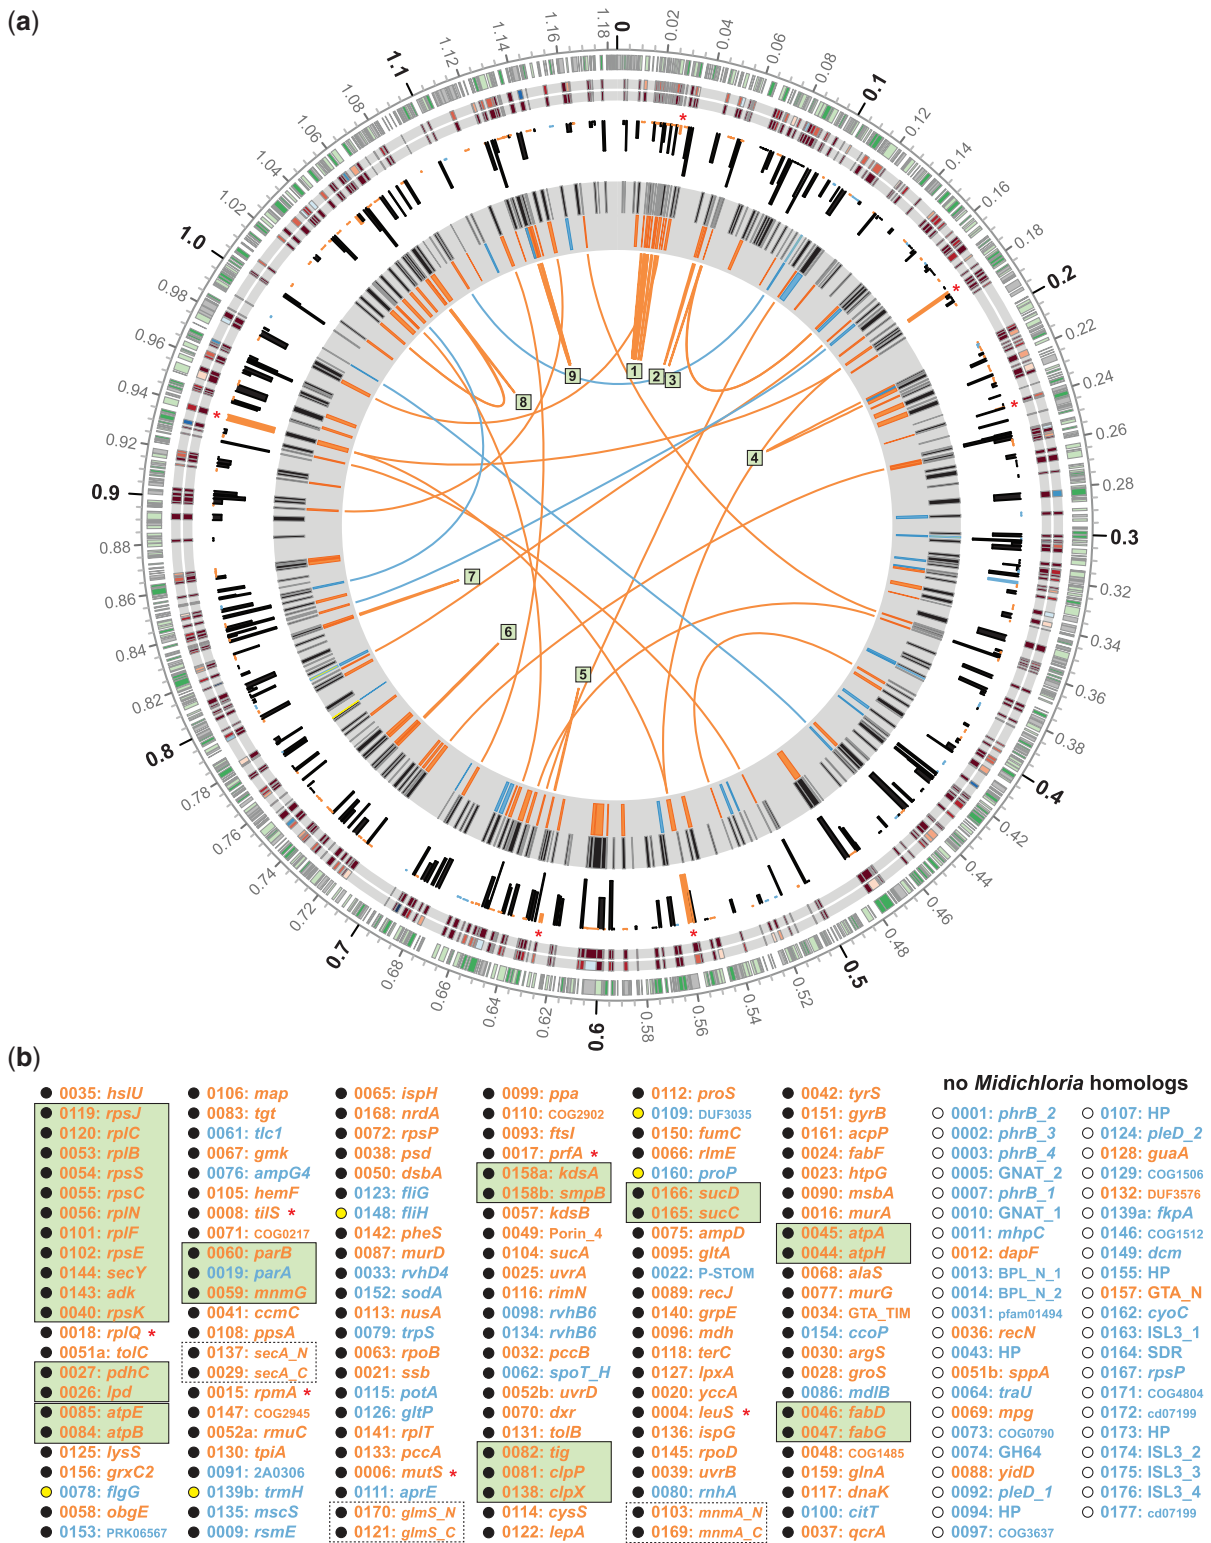 (a)
0
0.02
0.04
0.06
0.08
0.1
0.12
0.14
0.16
0.18
0.2
0.22
0.24
0.26
0.28
0.3
0.32
0.34
0.36
0.38
0.4
0.42
0.44
0.46
0.48
0.5
0.52
0.54
0.56
0.58
0.6
0.62
0.64
0.66
0.68
0.7
0.72
0.74
0.76
0.78
0.8
0.82
0.84
0.86
0.88
0.9
0.92
0.94
0.96
0.98
1.0
1.02
1.04
1.06
1.08
1.1
1.12
1.14
1.16
1.18
*
*
*
*
*
*
1
2
3
4
5
6
7
8
9
(b)
0035: hslU
0119: rpsJ
0120: rplC
0053: rplB
0054: rpsS
0055: rpsC
0056: rplN
0101: rplF
0102: rpsE
0144: secY
0143: adk
0040: rpsK
0018: rplQ *
0051a: tolC
0027: pdhC
0026: lpd
0085: atpE
0084: atpB
0125: lysS
0156: grxC2
0078: flgG
0058: obgE
0153: PRK06567
0106: map
0083: tgt
0061: tlc1
0067: gmk
0076: ampG4
0105: hemF
0008: tilS *
0071: COG0217
0060: parB
0019: parA
0059: mnmG
0041: ccmC
0108: ppsA
0137: secA_N
0029: secA_C
0015: rpmA *
0147: COG2945
0052a: rmuC
0130: tpiA
0091: 2A0306
0139b: trmH
0135: mscS
0009: rsmE
0065: ispH
0168: nrdA
0072: rpsP
0038: psd
0050: dsbA
0123: fliG
0148: fliH
0142: pheS
0087: murD
0033: rvhD4
0152: sodA
0113: nusA
0079: trpS
0063: rpoB
0021: ssb
0115: potA
0126: gltP
0141: rplT
0133: pccA
0006: mutS *
0111: aprE
0170: glmS_N
0121: glmS_C
0099: ppa
0110: COG2902
0093: ftsI
0017: prfA *
0158a: kdsA
0158b: smpB
0057: kdsB
0049: Porin_4
0104: sucA
0025: uvrA
0116: rimN
0098: rvhB6
0134: rvhB6
0032: pccB
0062: spoT_H
0052b: uvrD
0070: dxr
0131: tolB
0082: tig
0081: clpP
0138: clpX
0114: cysS
0122: lepA
0112: proS
0109: DUF3035
0150: fumC
0066: rlmE
0160: proP
0166: sucD
0165: sucC
0075: ampD
0095: gltA
0022: P-STOM
0089: recJ
0140: grpE
0096: mdh
0118: terC
0127: lpxA
0020: yccA
0004: leuS *
0136: ispG
0145: rpoD
0039: uvrB
0080: rnhA
0103: mnmA_N
0169: mnmA_C
0042: tyrS
0151: gyrB
0161: acpP
0024: fabF
0023: htpG
0090: msbA
0016: murA
0045: atpA
0044: atpH
0068: alaS
0077: murG
0034: GTA_TIM
0154: ccoP
0030: argS
0028: groS
0086: mdlB
0046: fabD
0047: fabG
0048: COG1485
0159: glnA
0117: dnaK
0100: citT
0037: qcrA
no Midichloria homologs
0001: phrB_2
0002: phrB_3
0003: phrB_4
0005: GNAT_2
0007: phrB_1
0010: GNAT_1
0011: mhpC
0012: dapF
0013: BPL_N_1
0014: BPL_N_2
0031: pfam01494
0036: recN
0043: HP
0051b: sppA
0064: traU
0069: mpg
0073: COG0790
0074: GH64
0088: yidD
0092: pleD_1
0094: HP
0097: COG3637
0107: HP
0124: pleD_2
0128: guaA
0129: COG1506
0132: DUF3576
0139a: fkpA
0146: COG1512
0149: dcm
0155: HP
0157: GTA_N
0162: cyoC
0163: ISL3_1
0164: SDR
0167: rpsP
0171: COG4804
0172: cd07199
0173: HP
0174: ISL3_2
0175: ISL3_3
0176: ISL3_4
0177: cd07199